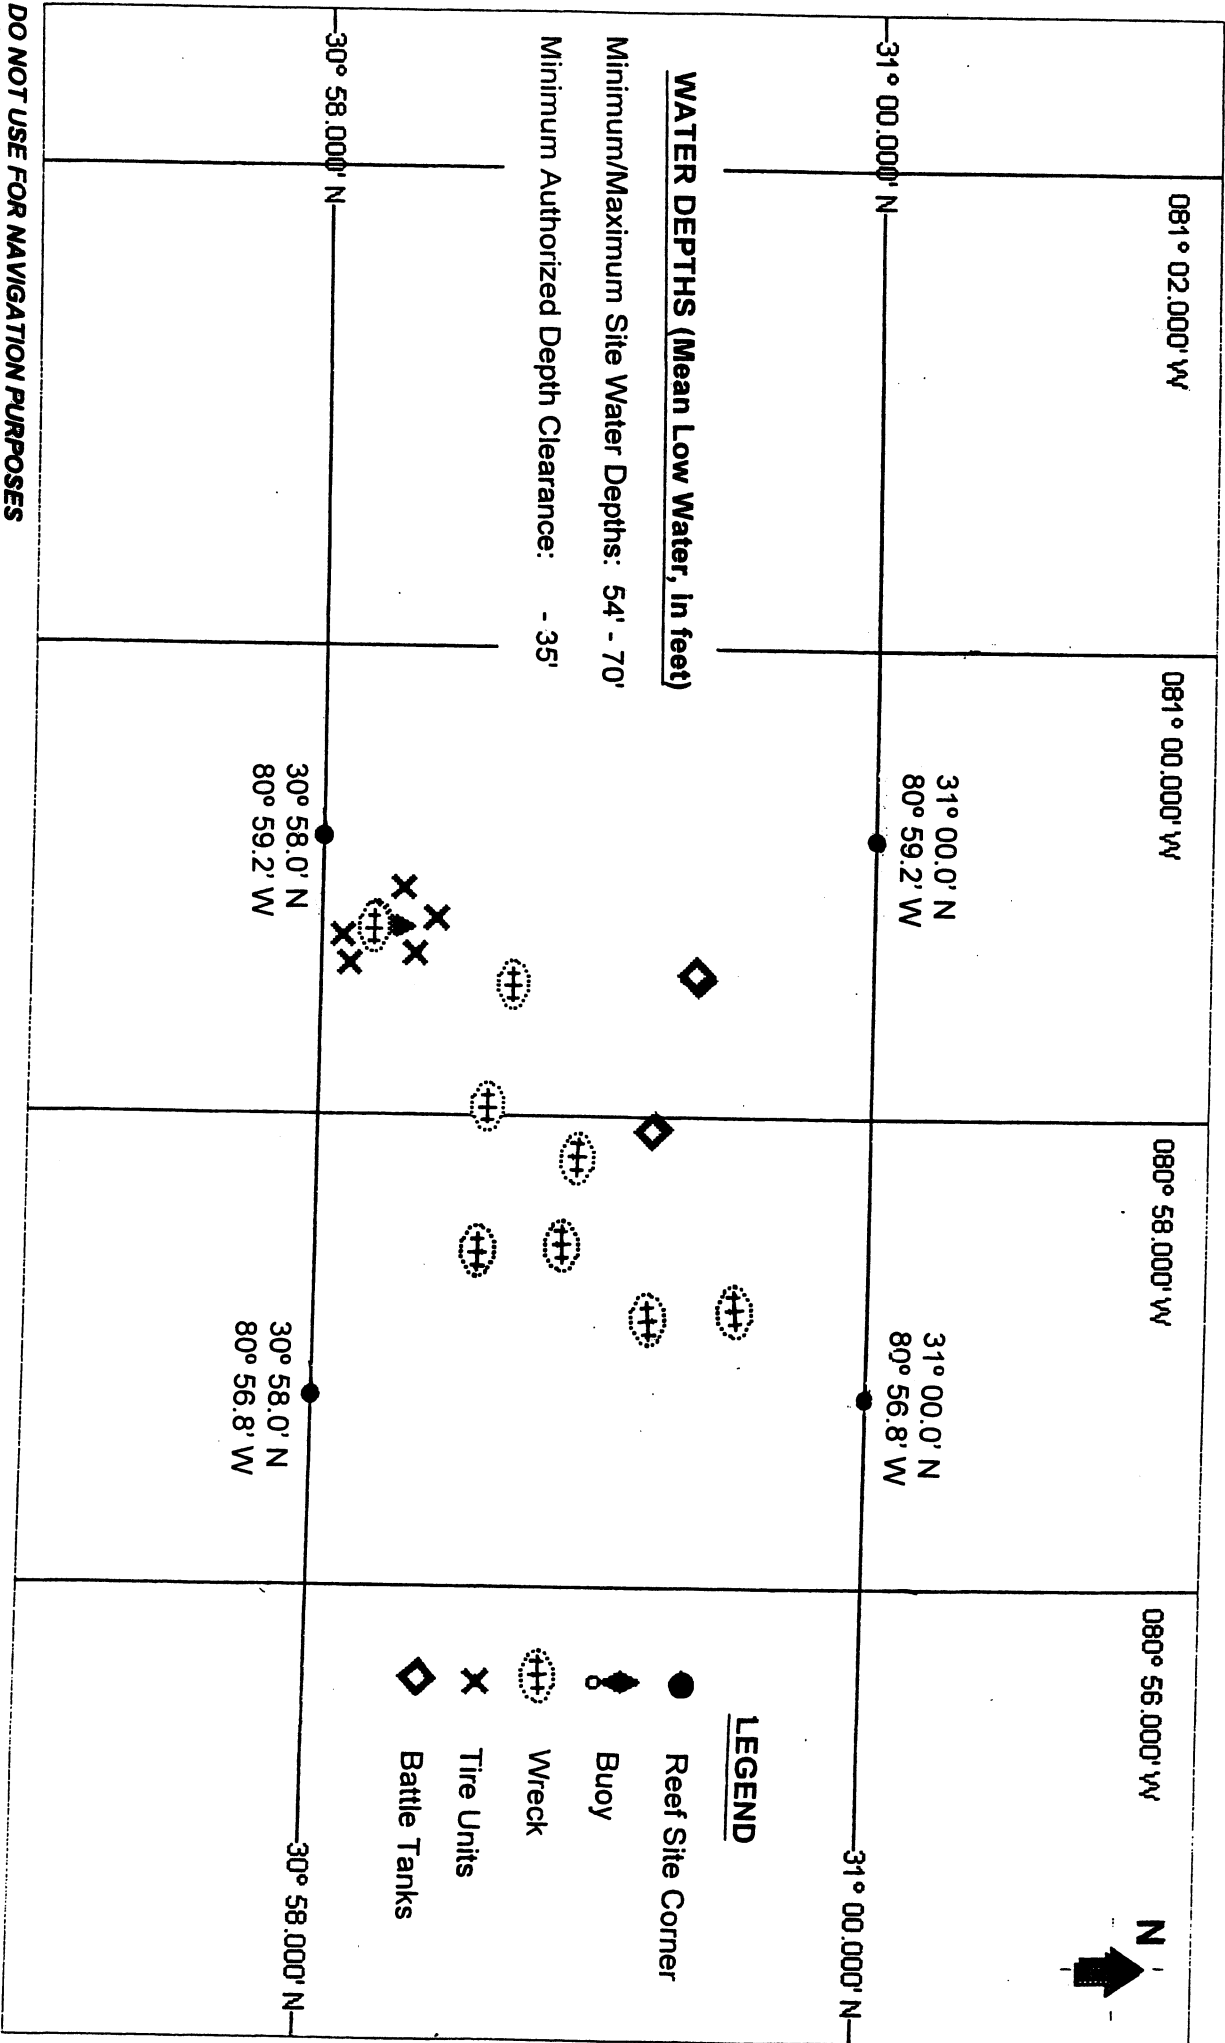 081° 02.000' W
081° 00.000' W
080° 58.000' W
080° 56.000' W
N
31° 00.000' N
31° 00.0' N
80° 59.2' W
31° 00.0' N
80° 56.8' W
31° 00.000' N
WATER DEPTHS (Mean Low Water, in feet)
Minimum/Maximum Site Water Depths: 54' - 70'
Minimum Authorized Depth Clearance: - 35'
LEGEND
Reef Site Corner
Buoy
Wreck
Tire Units
Battle Tanks
30° 58.000' N
30° 58.0' N
80° 59.2' W
30° 58.0' N
80° 56.8' W
30° 58.000' N
DO NOT USE FOR NAVIGATION PURPOSES